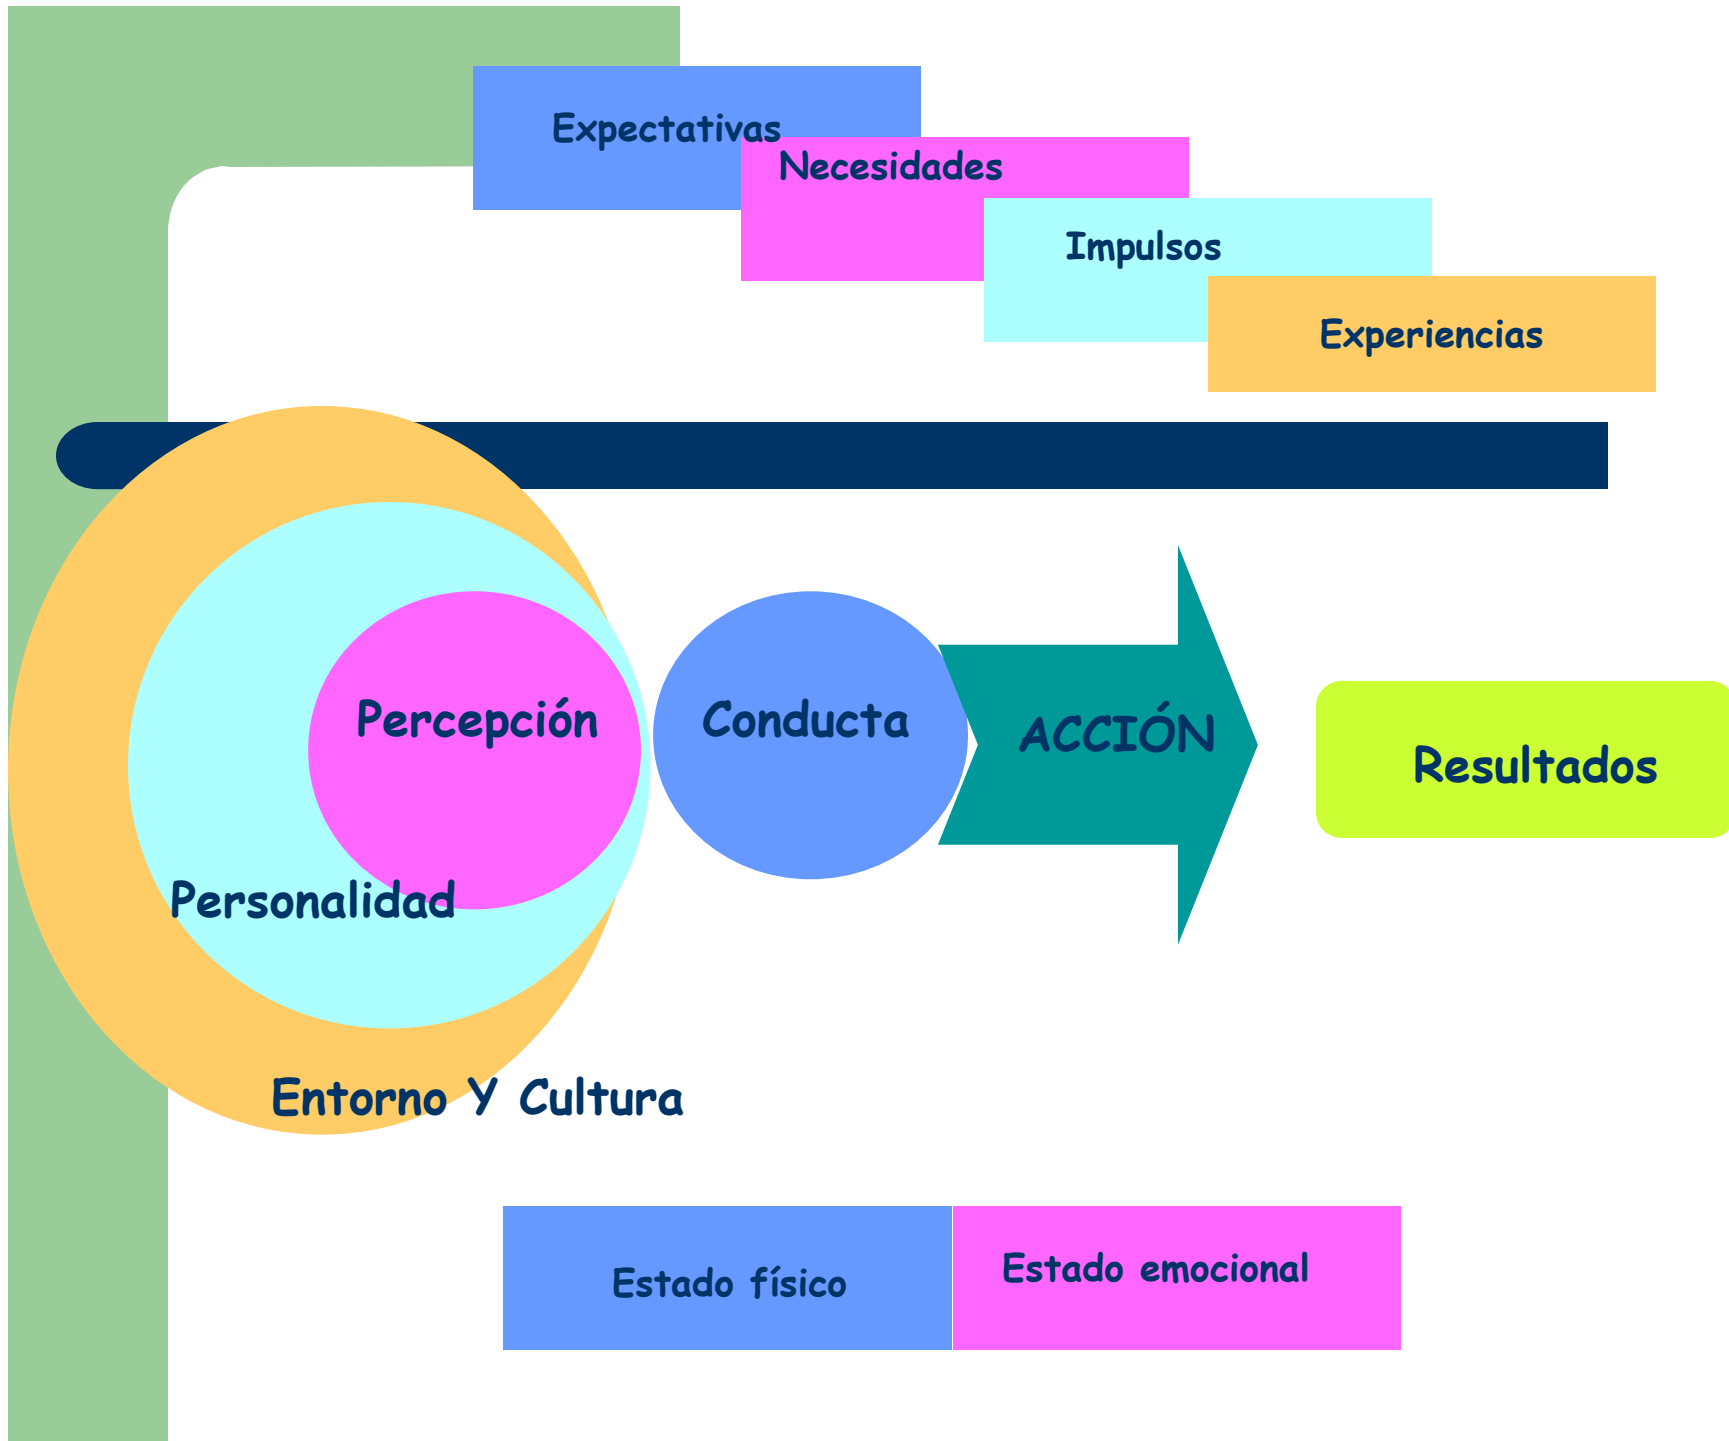 Expectativas
Necesidades
Impulsos
Experiencias
Percepción
Conducta
ACCIÓN
Resultados
Personalidad
Entorno Y Cultura
Estado físico
Estado emocional